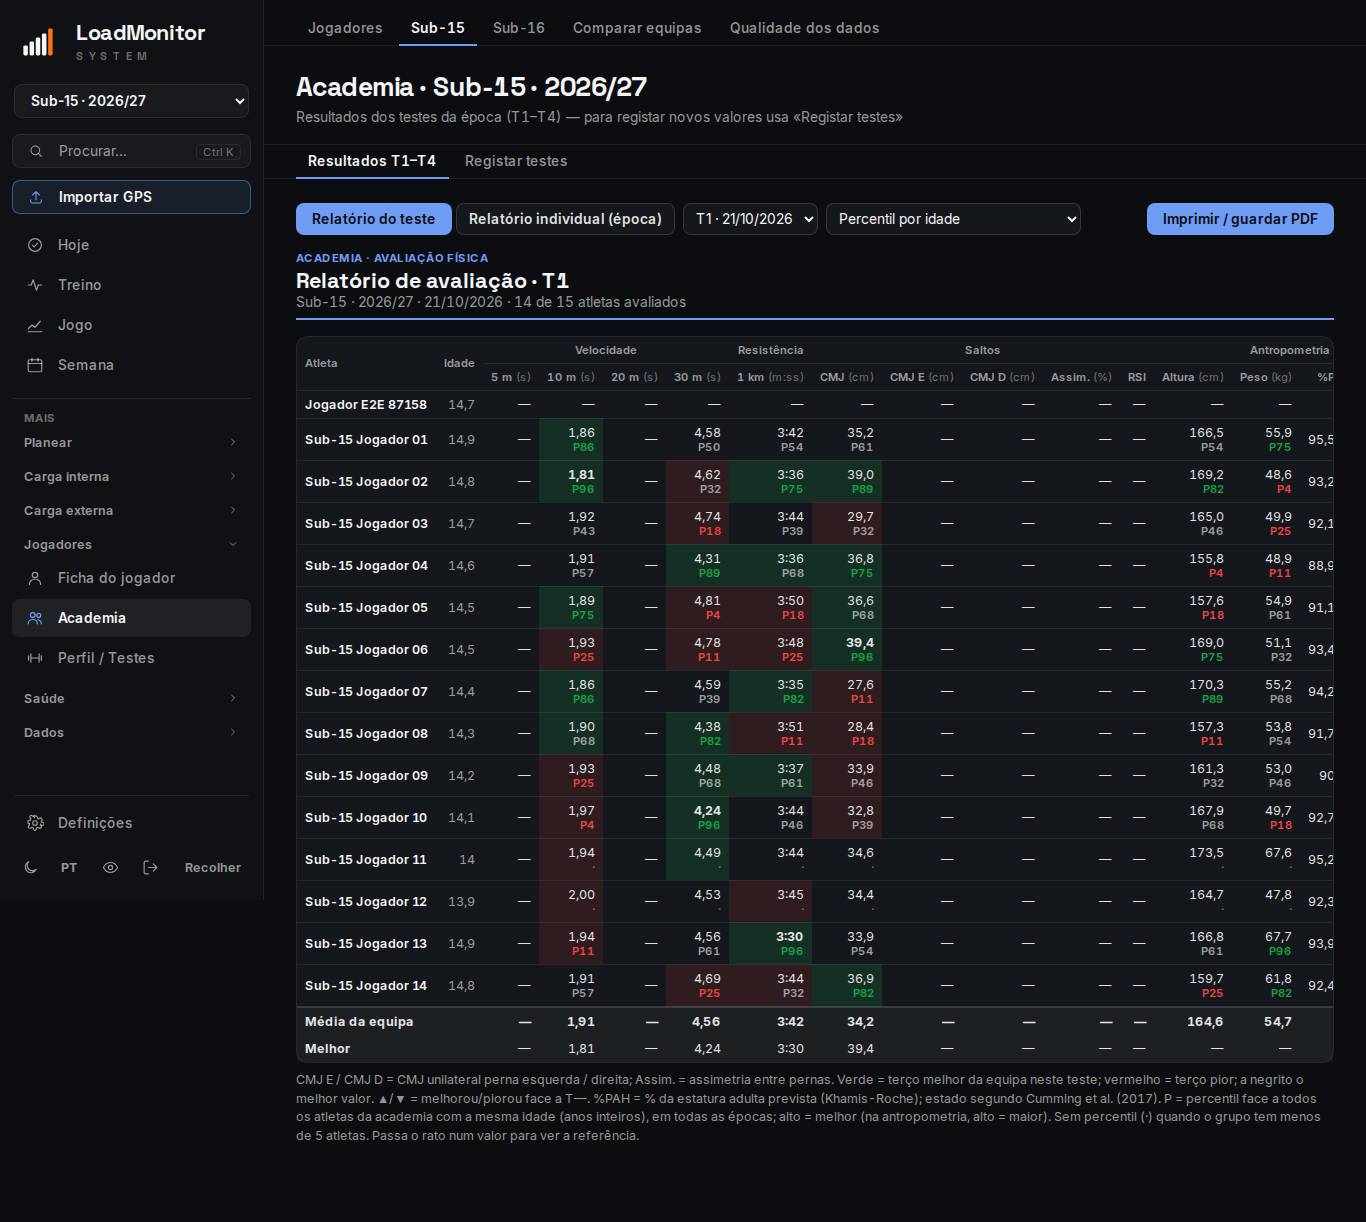 LoadMonitor
SYSTEM
Sub-15 · 2026/27
Procurar... Ctrl K
Importar GPS
Hoje
Treino
Jogo
Semana
MAIS
Planear
Carga interna
Carga externa
Jogadores
Ficha do jogador
Academia
Perfil / Testes
Saúde
Dados
Definições
PT Recolher
Jogadores Sub-15 Sub-16 Comparar equipas Qualidade dos dados
Academia · Sub-15 · 2026/27
Resultados dos testes da época (T1–T4) — para registar novos valores usa «Registar testes»
Resultados T1–T4 Registar testes
Relatório do teste Relatório individual (época) T1 · 21/10/2026 Percentil por idade Imprimir / guardar PDF
ACADEMIA · AVALIAÇÃO FÍSICA
Relatório de avaliação · T1
Sub-15 · 2026/27 · 21/10/2026 · 14 de 15 atletas avaliados
Atleta Idade Velocidade Resistência Saltos Antropometria
5 m (s) 10 m (s) 20 m (s) 30 m (s) 1 km (m:ss) CMJ (cm) CMJ E (cm) CMJ D (cm) Assim. (%) RSI Altura (cm) Peso (kg)
Jogador E2E 87158 14,7 — — — — — — — — — — — —
Sub-15 Jogador 01 14,9 — 1,86 — 4,58 3:42 35,2 — — — — 166,5 55,9 95,5
P86 P50 P54 P61 P54 P75
Sub-15 Jogador 02 14,8 — 1,81 — 4,62 3:36 39,0 — — — — 169,2 48,6 93,2
P96 P32 P75 P89 P82 P4
Sub-15 Jogador 03 14,7 — 1,92 — 4,74 3:44 29,7 — — — — 165,0 49,9 92,1
P43 P18 P39 P32 P46 P25
Sub-15 Jogador 04 14,6 — 1,91 — 4,31 3:36 36,8 — — — — 155,8 48,9 88,9
P57 P89 P68 P75 P4 P11
Sub-15 Jogador 05 14,5 — 1,89 — 4,81 3:50 36,6 — — — — 157,6 54,9 91,1
P75 P4 P18 P68 P18 P61
Sub-15 Jogador 06 14,5 — 1,93 — 4,78 3:48 39,4 — — — — 169,0 51,1 93,4
P25 P11 P25 P96 P75 P32
Sub-15 Jogador 07 14,4 — 1,86 — 4,59 3:35 27,6 — — — — 170,3 55,2 94,2
P86 P39 P82 P11 P89 P68
Sub-15 Jogador 08 14,3 — 1,90 — 4,38 3:51 28,4 — — — — 157,3 53,8 91,7
P68 P82 P11 P18 P11 P54
Sub-15 Jogador 09 14,2 — 1,93 — 4,48 3:37 33,9 — — — — 161,3 53,0 90
P25 P68 P61 P46 P32 P46
Sub-15 Jogador 10 14,1 — 1,97 — 4,24 3:44 32,8 — — — — 167,9 49,7 92,7
P4 P96 P46 P39 P68 P18
Sub-15 Jogador 11 14 — 1,94 — 4,49 3:44 34,6 — — — — 173,5 67,6 95,2
· · · · · ·
Sub-15 Jogador 12 13,9 — 2,00 — 4,53 3:45 34,4 — — — — 164,7 47,8 92,3
· · · · · ·
Sub-15 Jogador 13 14,9 — 1,94 — 4,56 3:30 33,9 — — — — 166,8 67,7 93,9
P11 P61 P96 P54 P61 P96
Sub-15 Jogador 14 14,8 — 1,91 — 4,69 3:44 36,9 — — — — 159,7 61,8 92,4
P57 P25 P32 P82 P25 P82
Média da equipa — 1,91 — 4,56 3:42 34,2 — — — — 164,6 54,7
Melhor — 1,81 — 4,24 3:30 39,4 — — — — — —
CMJ E / CMJ D = CMJ unilateral perna esquerda / direita; Assim. = assimetria entre pernas. Verde = terço melhor da equipa neste teste; vermelho = terço pior; a negrito o
melhor valor. ▲/▼ = melhorou/piorou face a T—. %PAH = % da estatura adulta prevista (Khamis-Roche); estado segundo Cumming et al. (2017). P = percentil face a todos
os atletas da academia com a mesma idade (anos inteiros), em todas as épocas; alto = melhor (na antropometria, alto = maior). Sem percentil (·) quando o grupo tem menos
de 5 atletas. Passa o rato num valor para ver a referência.